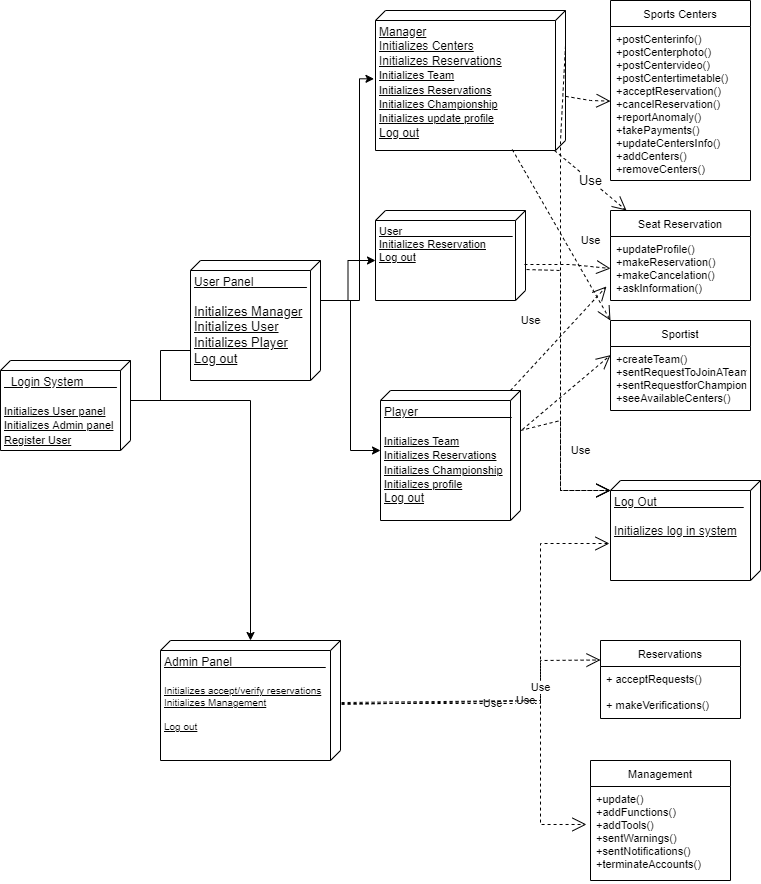 Manager
Initializes Centers
Initializes Reservations
Initializes Team
Initializes Reservations
Initializes Championship
Initializes update profile
Log out
Sports Centers
+postCenterinfo()
+postCenterphoto()
+postCentervideo()
+postCentertimetable()
+acceptReservation()
+cancelReservation()
+reportAnomaly()
+takePayments()
+updateCentersInfo()
+addCenters()
+removeCenters()
Use
User
Initializes Reservation
Log out
Use
Seat Reservation
+updateProfile()
+makeReservation()
+makeCancelation()
+askInformation()
User Panel
Initializes Manager
Initializes User
Initializes Player
Log out
Use
Sportist
+createTeam()
+sentRequestToJoinATeam
+sentRequestforChampion
+seeAvailableCenters()
Login System
Initializes User panel
Initializes Admin panel
Register User
Player
Initializes Team
Initializes Reservations
Initializes Championship
Initializes profile
Log out
Use
Log Out
Initializes log in system
Admin Panel
Initializes accept/verify reservations
Initializes Management
Log out
Use
Use
Use
Reservations
+ acceptRequests()
+ makeVerifications()
Management
+update()
+addFunctions()
+addTools()
+sentWarnings()
+sentNotifications()
+terminateAccounts()